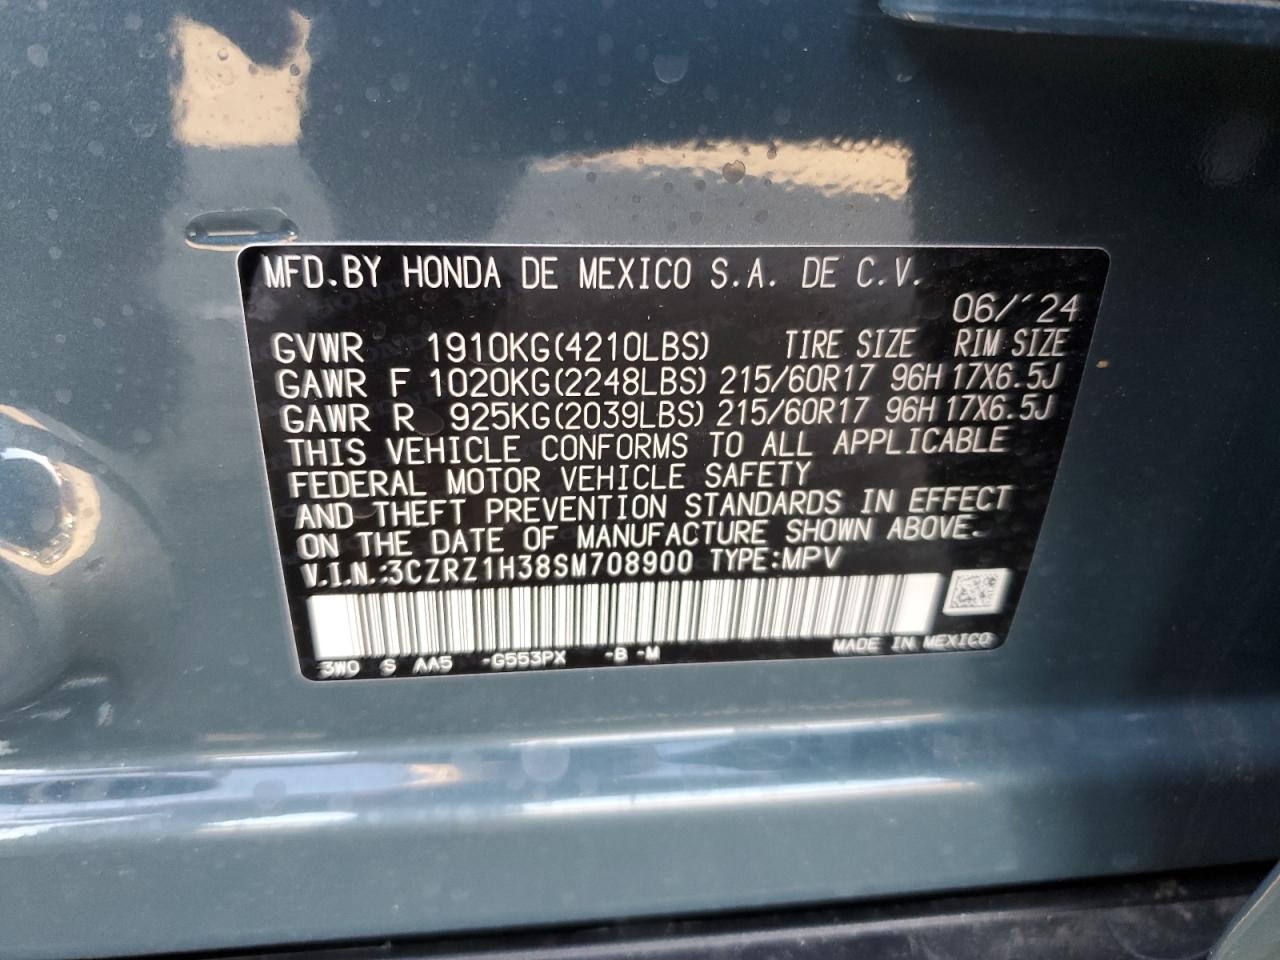 MFD.BY HONDA DE MEXICO S.A. DE C.V.
06/'24
GVWR 1910KG(4210LBS) TIRE SIZE RIM SIZE
GAWR F 1020KG(2248LBS) 215/60R17 96H 17X6.5J
GAWR R 925KG(2039LBS) 215/60R17 96H 17X6.5J
THIS VEHICLE CONFORMS TO ALL APPLICABLE
FEDERAL MOTOR VEHICLE SAFETY
AND THEFT PREVENTION STANDARDS IN EFFECT
ON THE DATE OF MANUFACTURE SHOWN ABOVE.
V.I.N.:3CZRZ1H38SM708900 TYPE:MPV
3W0 S AA5 -G553PX -B -M MADE IN MEXICO